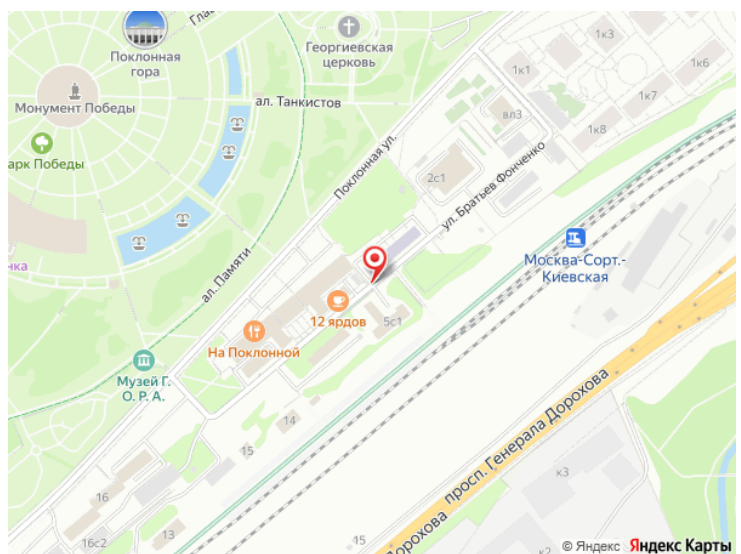 Глав
Поклонная
гора
Георгиевская
церковь
1к3
1к1
1к6
Монумент Победы
ал. Танкистов
1к7
вл3
1к8
Поклонная ул.
арк Победы
ул. Братьев Фонченко
2с1
Москва-Сорт.-
Киевская
нка
ал. Памяти
12 ярдов
5с1
На Поклонной
Музей Г.
О. Р. А.
просп. Генерала Дорохова
14
15
к3
16
Дорохова
13
16с2
15
к2
© Яндекс Яндекс Карты